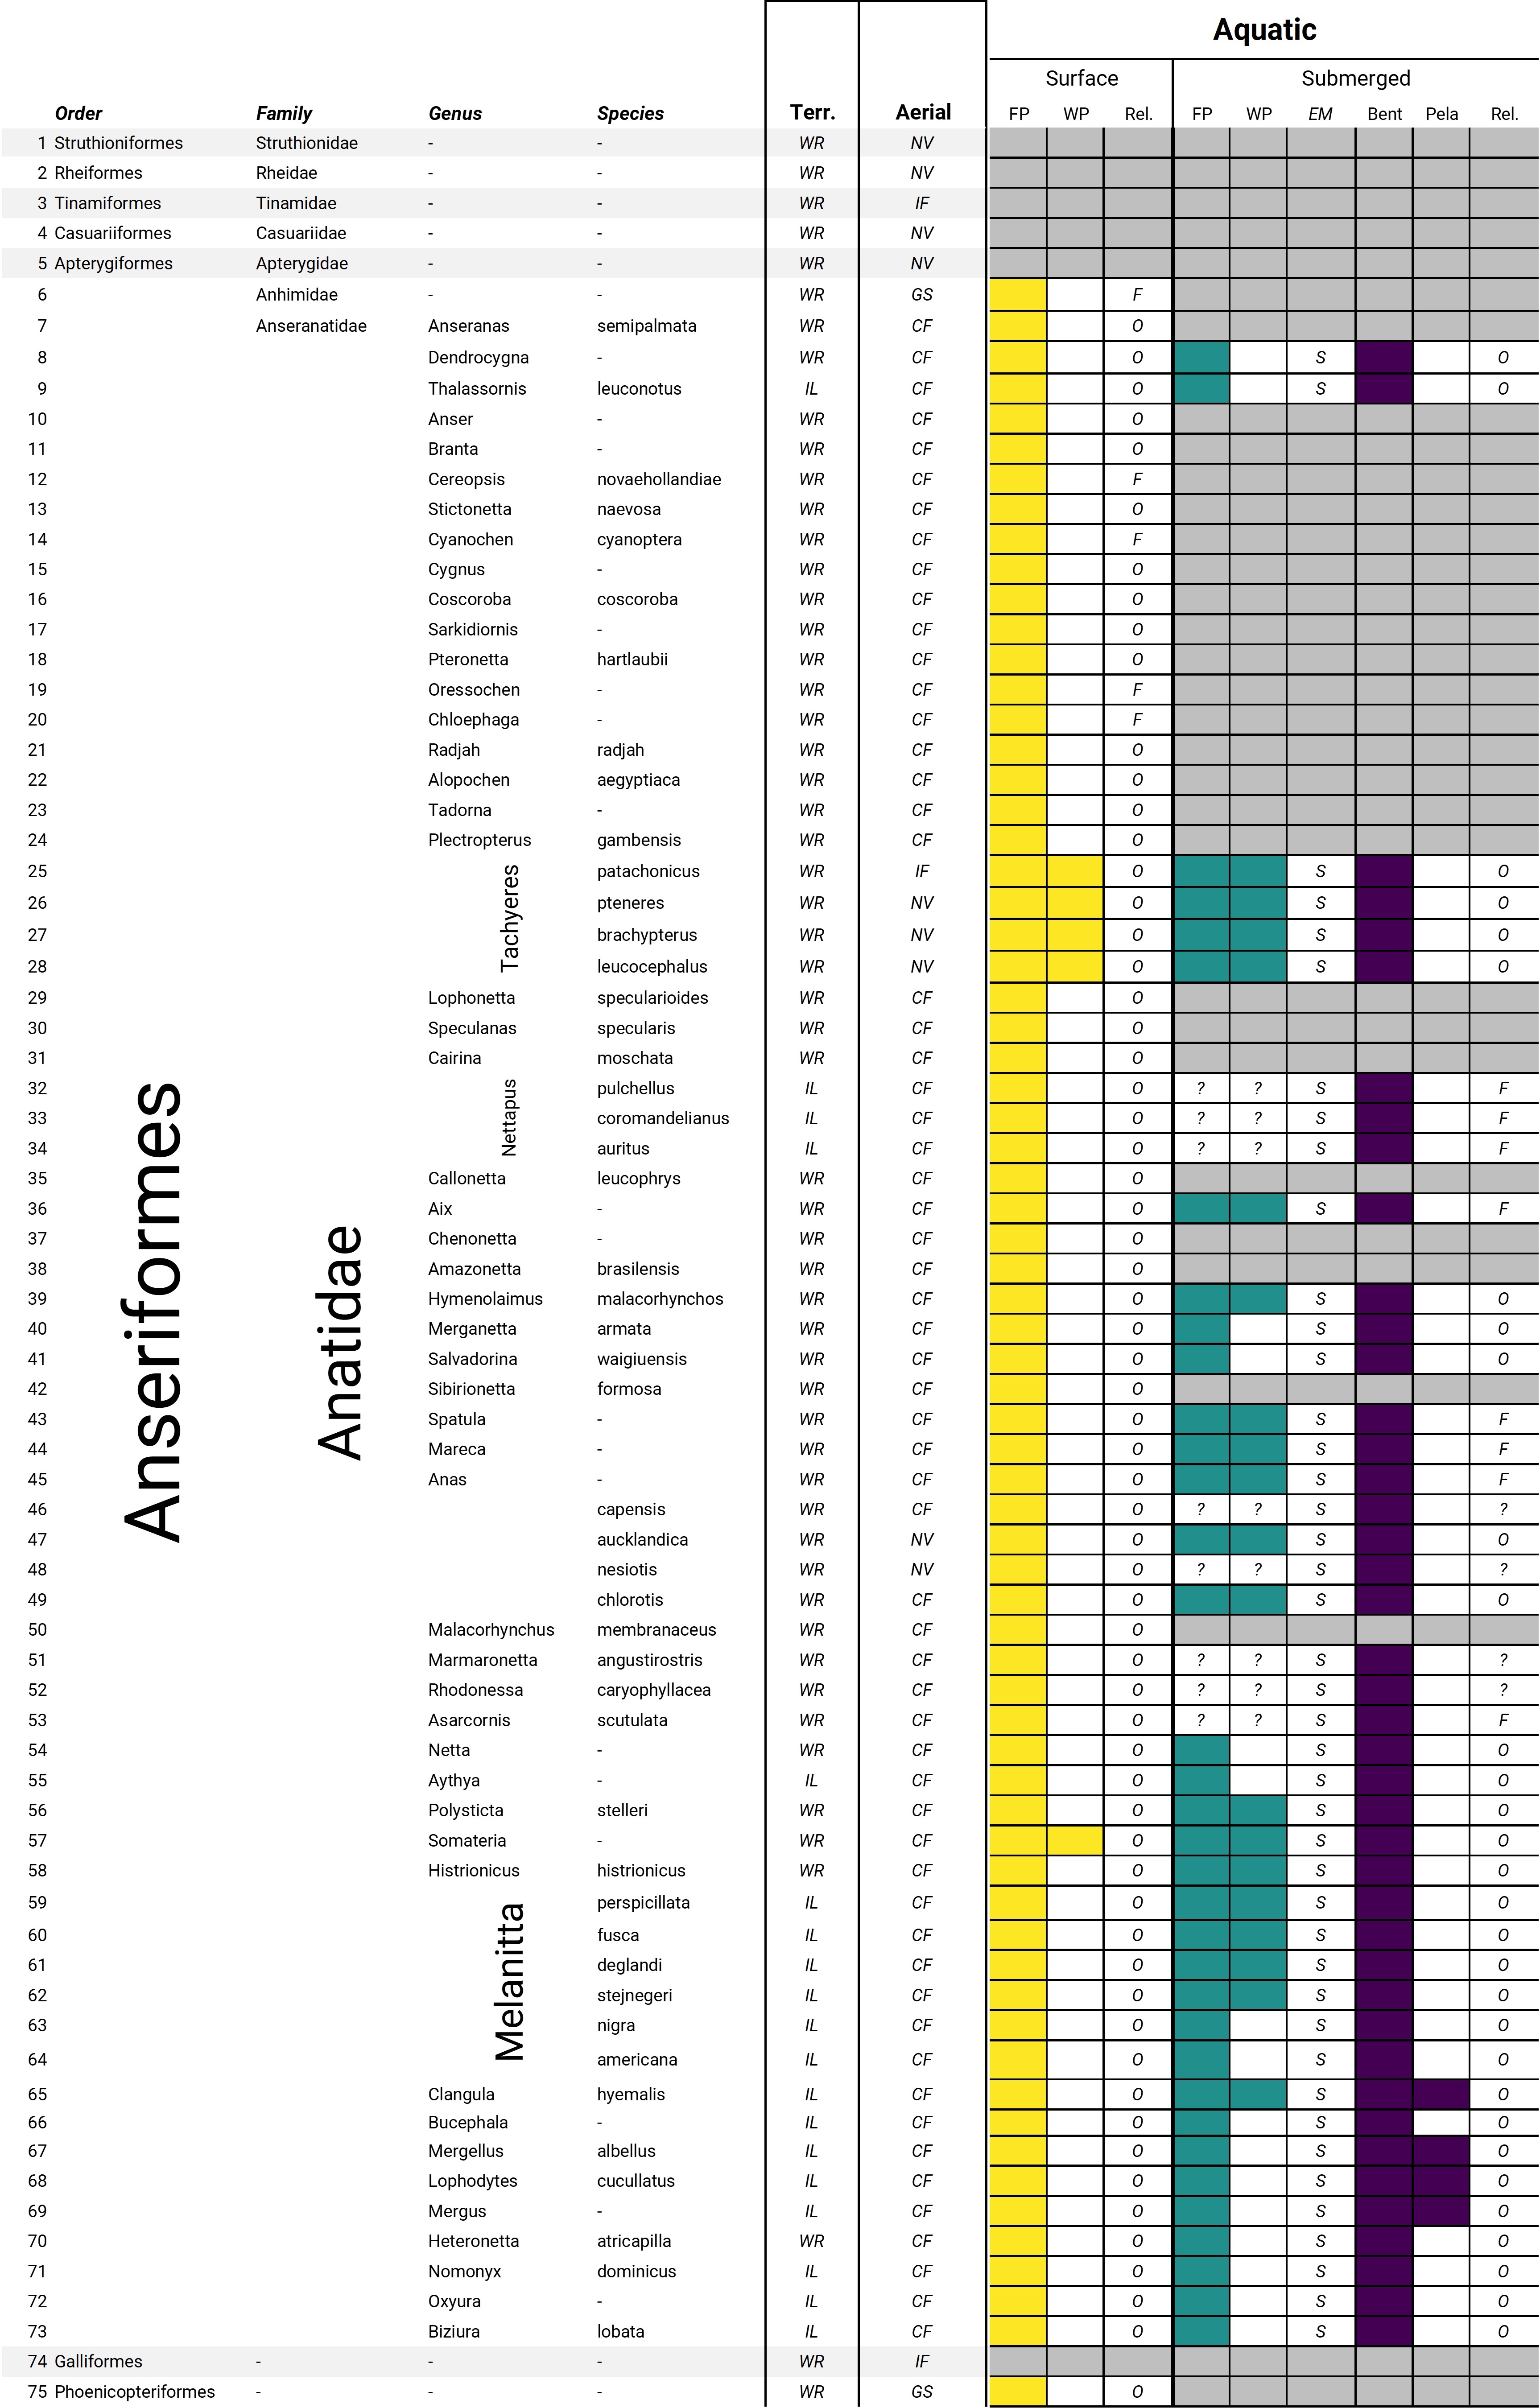 Aquatic
Surface Submerged
Order Family Genus Species Terr. Aerial FP WP Rel. FP WP EM Bent Pela Rel.
1 Struthioniformes Struthionidae - - WR NV
2 Rheiformes Rheidae - - WR NV
3 Tinamiformes Tinamidae - - WR IF
4 Casuariiformes Casuariidae - - WR NV
5 Apterygiformes Apterygidae - - WR NV
6 Anhimidae - - WR GS F
7 Anseranatidae Anseranas semipalmata WR CF O
8 Dendrocygna - WR CF O S O
9 Thalassornis leuconotus IL CF O S O
10 Anser - WR CF O
11 Branta - WR CF O
12 Cereopsis novaehollandiae WR CF F
13 Stictonetta naevosa WR CF O
14 Cyanochen cyanoptera WR CF F
15 Cygnus - WR CF O
16 Coscoroba coscoroba WR CF O
17 Sarkidiornis - WR CF O
18 Pteronetta hartlaubii WR CF O
19 Oressochen - WR CF F
20 Chloephaga - WR CF F
21 Radjah radjah WR CF O
22 Alopochen aegyptiaca WR CF O
23 Tadorna - WR CF O
24 Plectropterus gambensis WR CF O
Tachyeres
25 patachonicus WR IF O S O
26 pteneres WR NV O S O
27 brachypterus WR NV O S O
28 leucocephalus WR NV O S O
29 Lophonetta specularioides WR CF O
30 Speculanas specularis WR CF O
31 Cairina moschata WR CF O
Anseriformes
Anatidae
Nettapus
32 pulchellus IL CF O ? ? S F
33 coromandelianus IL CF O ? ? S F
34 auritus IL CF O ? ? S F
35 Callonetta leucophrys WR CF O
36 Aix - WR CF O S F
37 Chenonetta - WR CF O
38 Amazonetta brasilensis WR CF O
39 Hymenolaimus malacorhynchos WR CF O S O
40 Merganetta armata WR CF O S O
41 Salvadorina waigiuensis WR CF O S O
42 Sibirionetta formosa WR CF O
43 Spatula - WR CF O S F
44 Mareca - WR CF O S F
45 Anas - WR CF O S F
46 capensis WR CF O ? ? S ?
47 aucklandica WR NV O S O
48 nesiotis WR NV O ? ? S ?
49 chlorotis WR CF O S O
50 Malacorhynchus membranaceus WR CF O
51 Marmaronetta angustirostris WR CF O ? ? S ?
52 Rhodonessa caryophyllacea WR CF O ? ? S ?
53 Asarcornis scutulata WR CF O ? ? S F
54 Netta - WR CF O S O
55 Aythya - IL CF O S O
56 Polysticta stelleri WR CF O S O
57 Somateria - WR CF O S O
58 Histrionicus histrionicus WR CF O S O
Melanitta
59 perspicillata IL CF O S O
60 fusca IL CF O S O
61 deglandi IL CF O S O
62 stejnegeri IL CF O S O
63 nigra IL CF O S O
64 americana IL CF O S O
65 Clangula hyemalis IL CF O S O
66 Bucephala - IL CF O S O
67 Mergellus albellus IL CF O S O
68 Lophodytes cucullatus IL CF O S O
69 Mergus - IL CF O S O
70 Heteronetta atricapilla WR CF O S O
71 Nomonyx dominicus IL CF O S O
72 Oxyura - IL CF O S O
73 Biziura lobata IL CF O S O
74 Galliformes - - - WR IF
75 Phoenicopteriformes - - - WR GS O